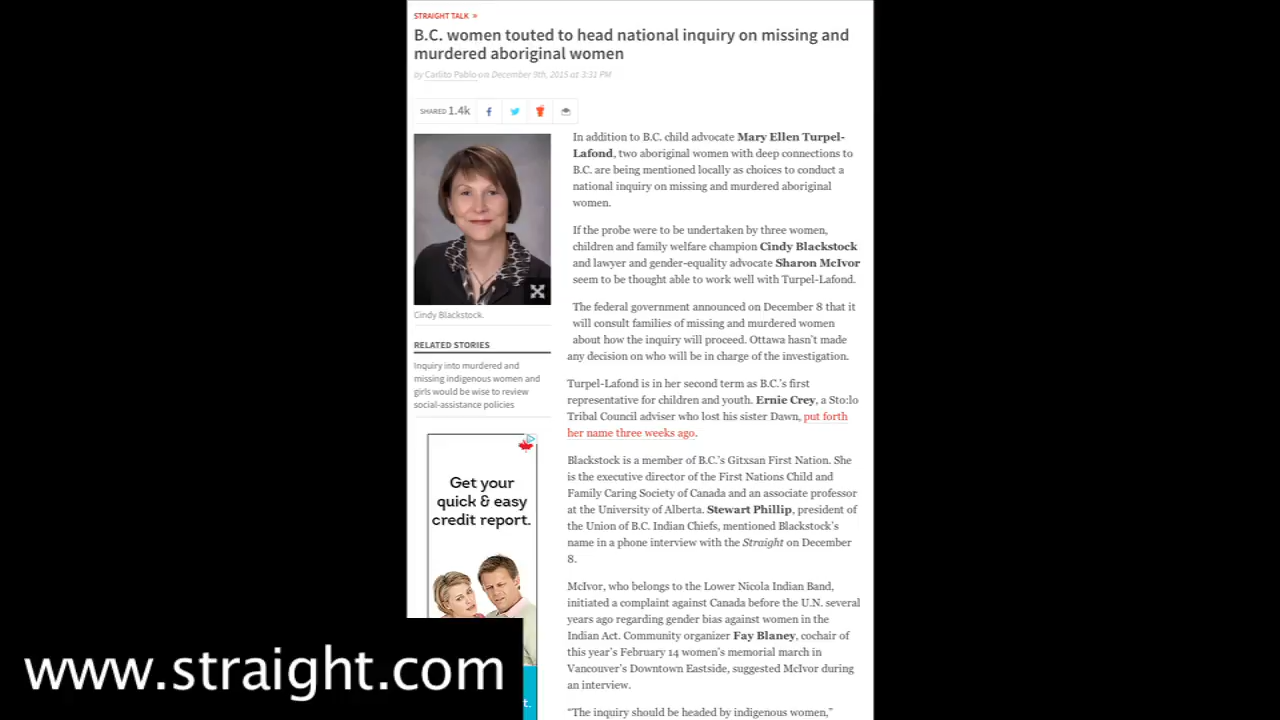 STRAIGHT TALK »
B.C. women touted to head national inquiry on missing and
murdered aboriginal women
by Carlito Pablo on December 9th, 2015 at 3:31 PM
SHARED 1.4k
In addition to B.C. child advocate Mary Ellen Turpel-
Lafond, two aboriginal women with deep connections to
B.C. are being mentioned locally as choices to conduct a
national inquiry on missing and murdered aboriginal
women.
If the probe were to be undertaken by three women,
children and family welfare champion Cindy Blackstock
and lawyer and gender-equality advocate Sharon McIvor
seem to be thought able to work well with Turpel-Lafond.
The federal government announced on December 8 that it
will consult families of missing and murdered women
about how the inquiry will proceed. Ottawa hasn't made
any decision on who will be in charge of the investigation.
Turpel-Lafond is in her second term as B.C.'s first
representative for children and youth. Ernie Crey, a Sto:lo
Tribal Council adviser who lost his sister Dawn, put forth
her name three weeks ago.
Blackstock is a member of B.C.'s Gitxsan First Nation. She
is the executive director of the First Nations Child and
Family Caring Society of Canada and an associate professor
at the University of Alberta. Stewart Phillip, president of
the Union of B.C. Indian Chiefs, mentioned Blackstock's
name in a phone interview with the Straight on December
8.
McIvor, who belongs to the Lower Nicola Indian Band,
initiated a complaint against Canada before the U.N. several
years ago regarding gender bias against women in the
Indian Act. Community organizer Fay Blaney, cochair of
this year's February 14 women's memorial march in
Vancouver's Downtown Eastside, suggested McIvor during
an interview.
"The inquiry should be headed by indigenous women,"
Cindy Blackstock.
RELATED STORIES
Inquiry into murdered and
missing indigenous women and
girls would be wise to review
social-assistance policies
Get your
quick & easy
credit report.
t.
www.straight.com